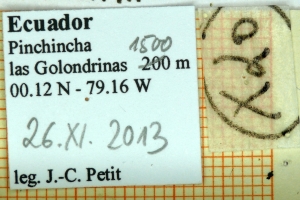 Ecuador
Pinchincha 1500
las Golondrinas 200 m
00.12 N - 79.16 W
26.XI. 2013
leg. J.-C. Petit